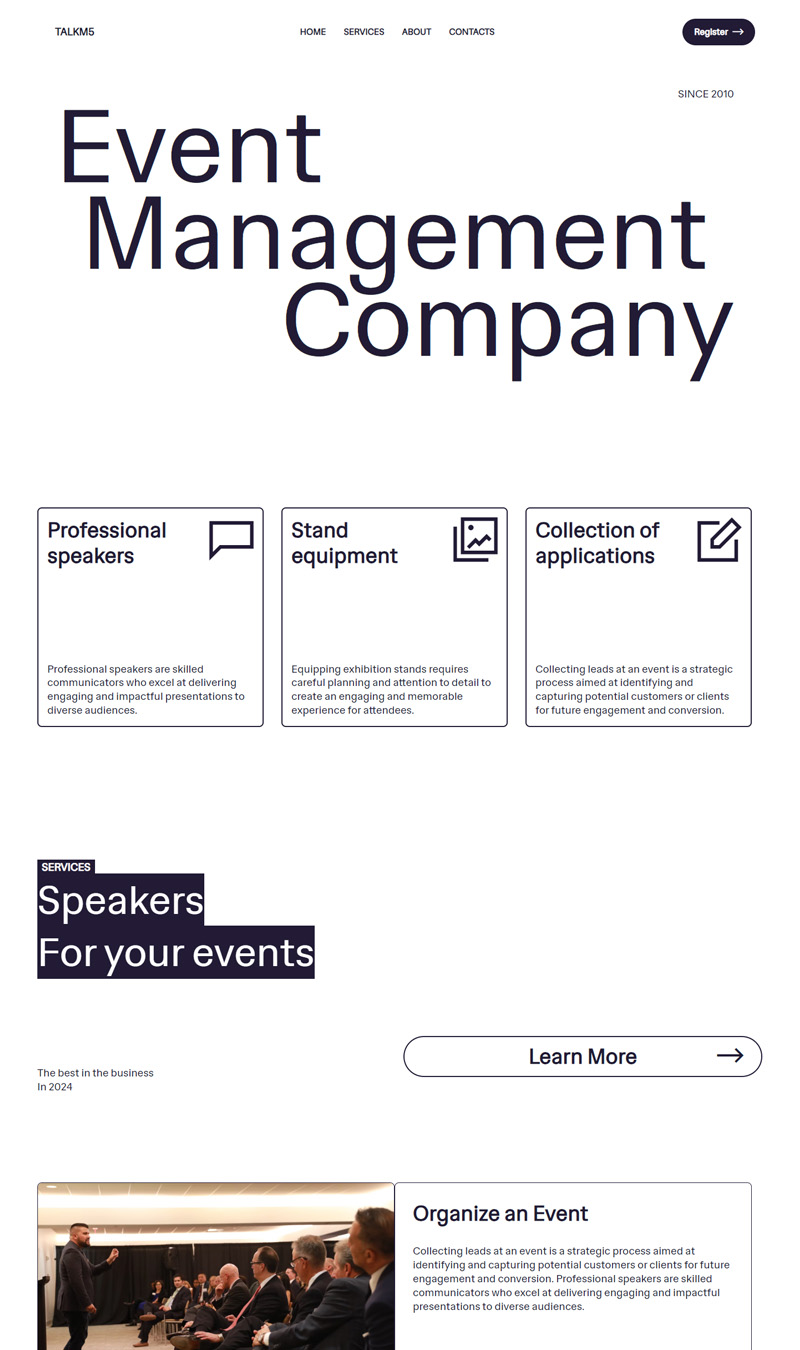 TALKM5
HOME SERVICES ABOUT CONTACTS
Register
SINCE 2010
Event
Management
Company
Professional
speakers
Professional speakers are skilled
communicators who excel at delivering
engaging and impactful presentations to
diverse audiences.
Stand
equipment
Equipping exhibition stands requires
careful planning and attention to detail to
create an engaging and memorable
experience for attendees.
Collection of
applications
Collecting leads at an event is a strategic
process aimed at identifying and
capturing potential customers or clients
for future engagement and conversion.
SERVICES
Speakers
For your events
Learn More
The best in the business
In 2024
Organize an Event
Collecting leads at an event is a strategic process aimed at
identifying and capturing potential customers or clients for future
engagement and conversion. Professional speakers are skilled
communicators who excel at delivering engaging and impactful
presentations to diverse audiences.